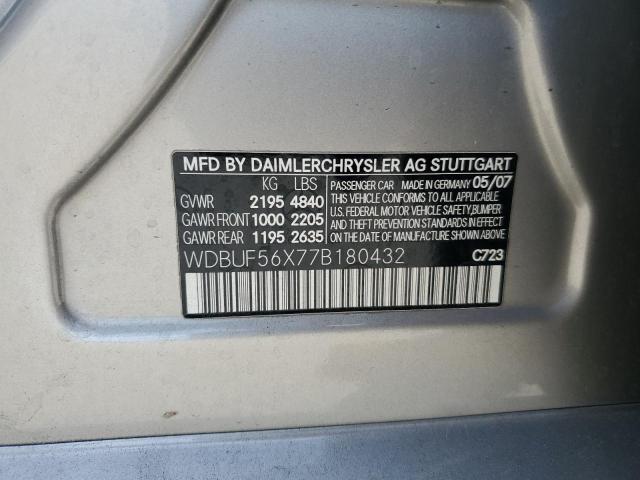 MFD BY DAIMLERCHRYSLER AG STUTTGART
KG LBS
GVWR 2195 4840
GAWR FRONT 1000 2205
GAWR REAR 1195 2635
PASSENGER CAR MADE IN GERMANY 05/07
THIS VEHICLE CONFORMS TO ALL APPLICABLE
U.S. FEDERAL MOTOR VEHICLE SAFETY,BUMPER
AND THEFT PREVENTION STANDARDS IN EFFECT
ON THE DATE OF MANUFACTURE SHOWN ABOVE.
WDBUF56X77B180432 C723